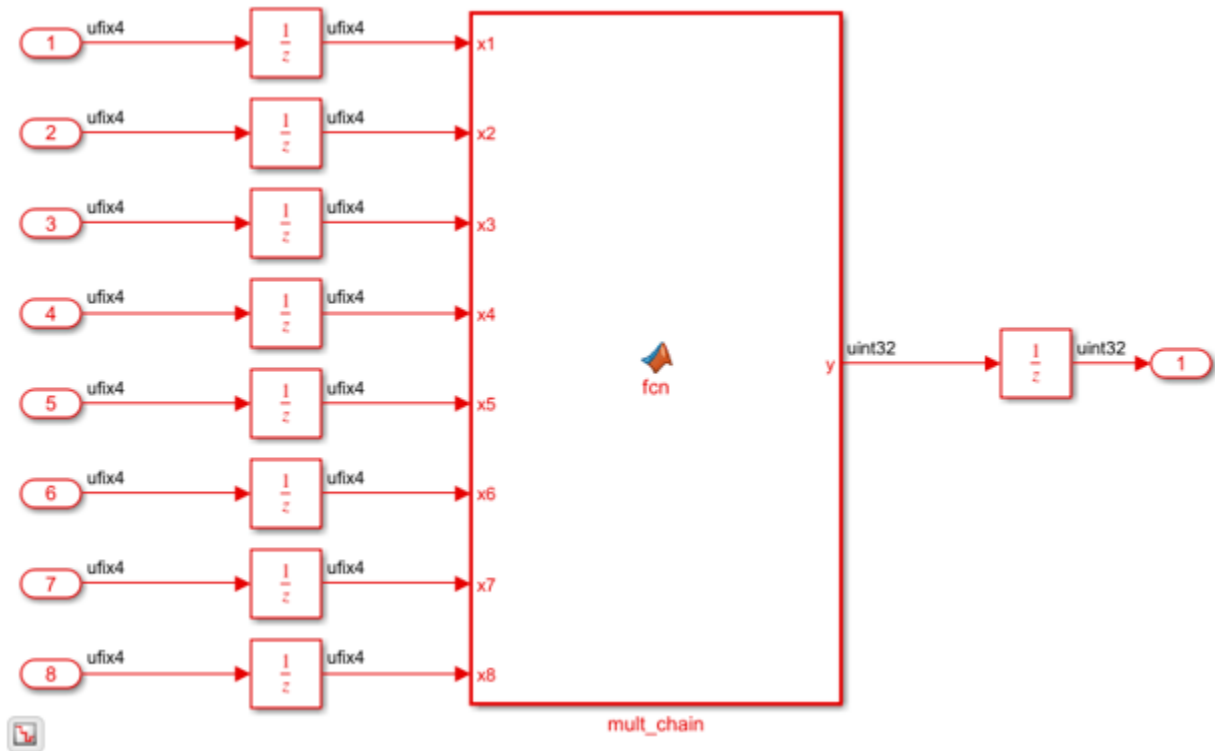 1 ufix4 1/z ufix4 x1
2 ufix4 1/z ufix4 x2
3 ufix4 1/z ufix4 x3
4 ufix4 1/z ufix4 x4
5 ufix4 1/z ufix4 x5
6 ufix4 1/z ufix4 x6
7 ufix4 1/z ufix4 x7
8 ufix4 1/z ufix4 x8
fcn
y uint32 1/z uint32 1
mult_chain